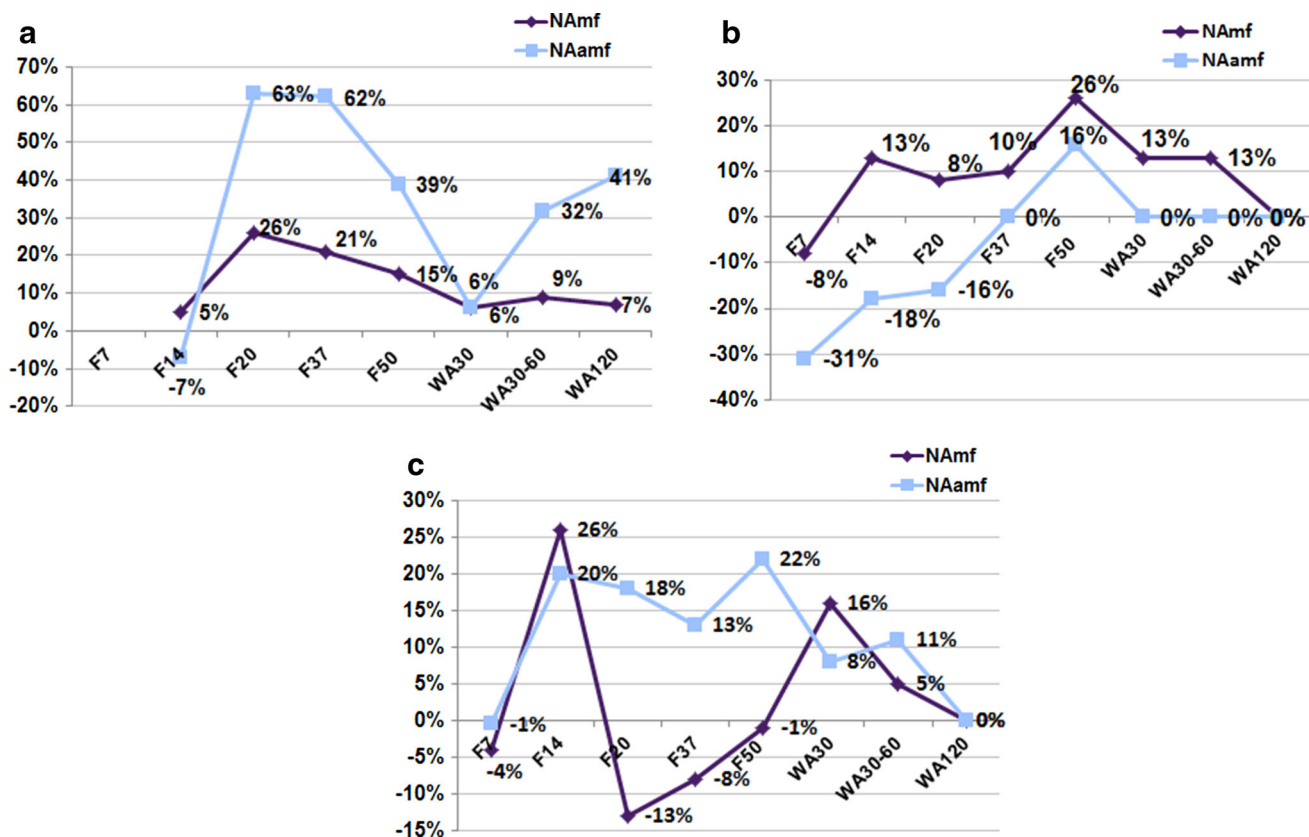 a
NAmf
NAamf
70%
60%
50%
40%
30%
20%
10%
0%
-10%
-20%
63%
62%
39%
41%
32%
26%
21%
15%
6%
9%
7%
5%
6%
-7%
F7
F14
F20
F37
F50
WA30
WA30-60
WA120
b
NAmf
NAamf
30%
20%
10%
0%
-10%
-20%
-30%
-40%
26%
13%
8%
10%
16%
13%
13%
0%
0%
0%
0%
-8%
-16%
-18%
-31%
F7
F14
F20
F37
F50
WA30
WA30-60
WA120
c
NAmf
NAamf
30%
25%
20%
15%
10%
5%
0%
-5%
-10%
-15%
26%
20%
18%
13%
22%
16%
8%
11%
5%
0%
-1%
-4%
-13%
-8%
-1%
F7
F14
F20
F37
F50
WA30
WA30-60
WA120